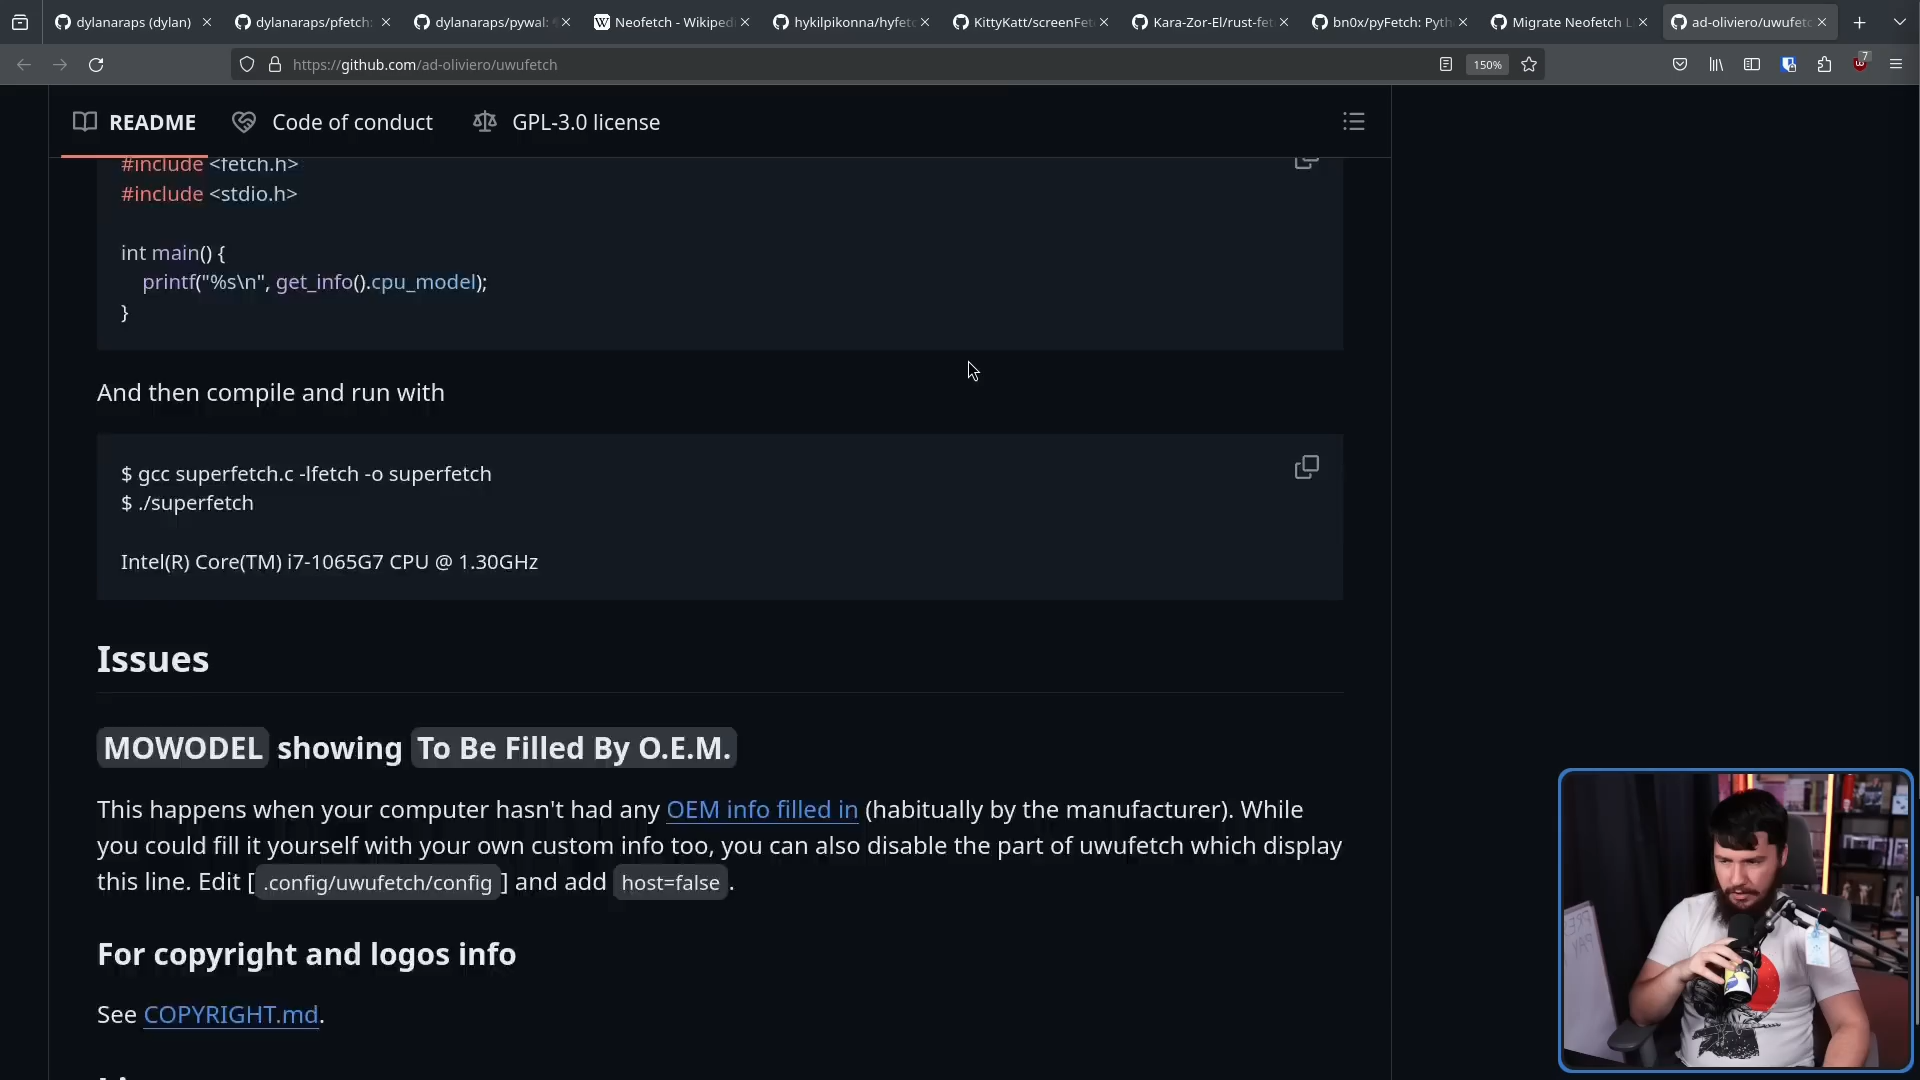 dylanaraps (dylan)
dylanaraps/pfetch:
dylanaraps/pywal:
Neofetch - Wikiped
hykilpikonna/hyfetc
KittyKatt/screenFet
Kara-Zor-El/rust-fet
bn0x/pyFetch: Pyth
Migrate Neofetch L
ad-oliviero/uwufetc
https://github.com/ad-oliviero/uwufetch
150%
7
README
Code of conduct
GPL-3.0 license
#include <fetch.h>
#include <stdio.h>
int main() {
printf("%s\n", get_info().cpu_model);
}
And then compile and run with
$ gcc superfetch.c -lfetch -o superfetch
$ ./superfetch
Intel(R) Core(TM) i7-1065G7 CPU @ 1.30GHz
Issues
MOWODEL showing To Be Filled By O.E.M.
This happens when your computer hasn't had any OEM info filled in (habitually by the manufacturer). While
you could fill it yourself with your own custom info too, you can also disable the part of uwufetch which display
this line. Edit [ .config/uwufetch/config ] and add host=false .
For copyright and logos info
See COPYRIGHT.md.